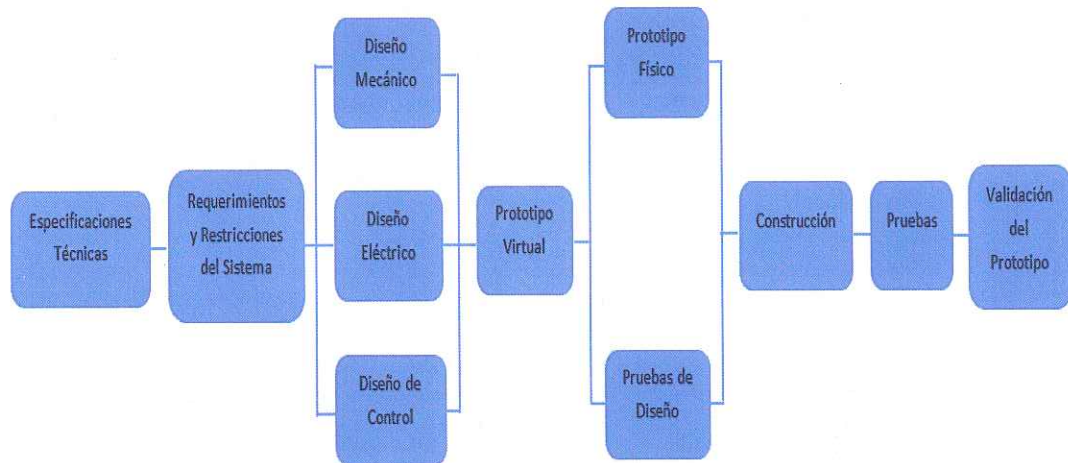 Especificaciones
Técnicas
Requerimientos
y Restricciones
del Sistema
Diseño
Mecánico
Diseño
Eléctrico
Diseño de
Control
Prototipo
Virtual
Prototipo
Físico
Pruebas de
Diseño
Construcción
Pruebas
Validación
del
Prototipo